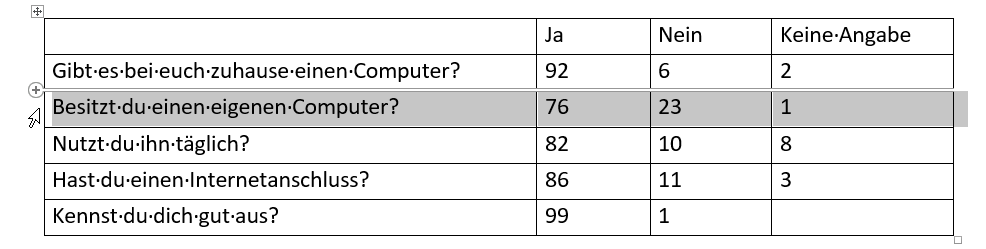 Ja Nein Keine·Angabe
Gibt·es·bei·euch·zuhause·einen·Computer? 92 6 2
Besitzt·du·einen·eigenen·Computer? 76 23 1
Nutzt·du·ihn·täglich? 82 10 8
Hast·du·einen·Internetanschluss? 86 11 3
Kennst·du·dich·gut·aus? 99 1